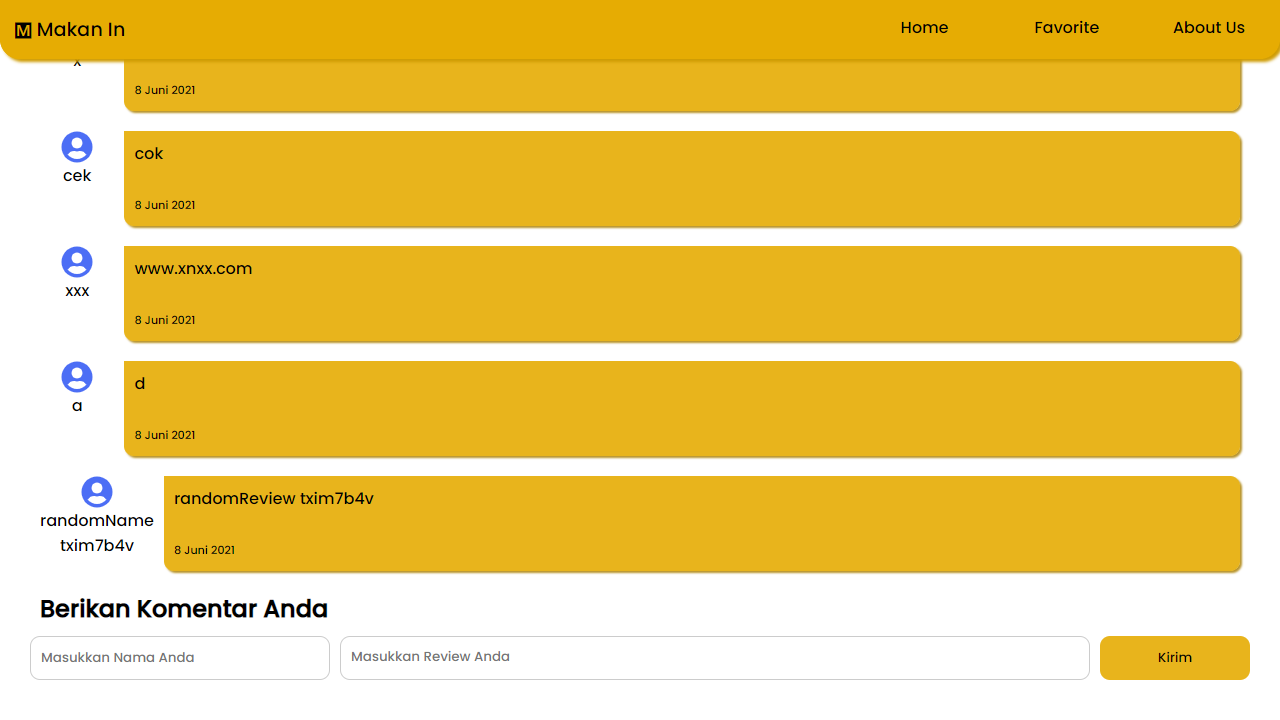 M Makan In
Home
Favorite
About Us
x
8 Juni 2021
cek
cok
8 Juni 2021
xxx
www.xnxx.com
8 Juni 2021
a
d
8 Juni 2021
randomName
txim7b4v
randomReview txim7b4v
8 Juni 2021
Berikan Komentar Anda
Masukkan Nama Anda
Masukkan Review Anda
Kirim